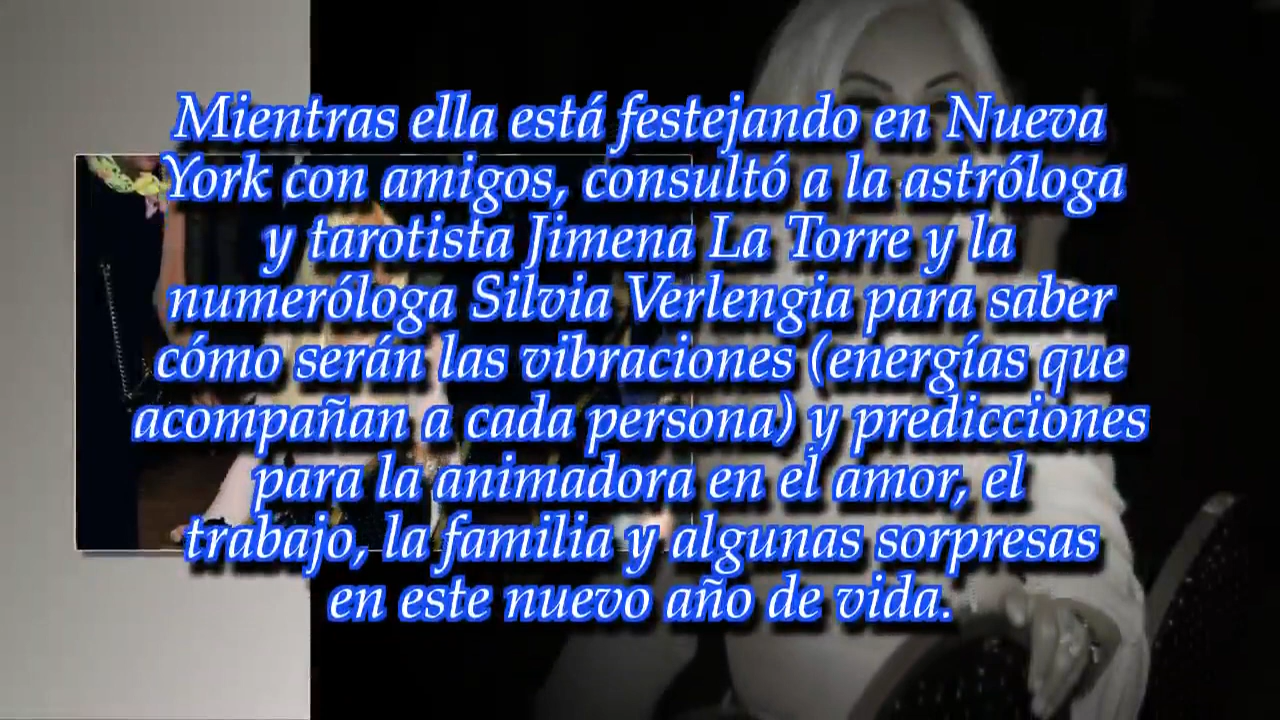 Mientras ella está festejando en Nueva
York con amigos, consultó a la astróloga
y tarotista Jimena La Torre y la
numeróloga Silvia Verlengia para saber
cómo serán las vibraciones (energías que
acompañan a cada persona) y predicciones
para la animadora en el amor, el
trabajo, la familia y algunas sorpresas
en este nuevo año de vida.